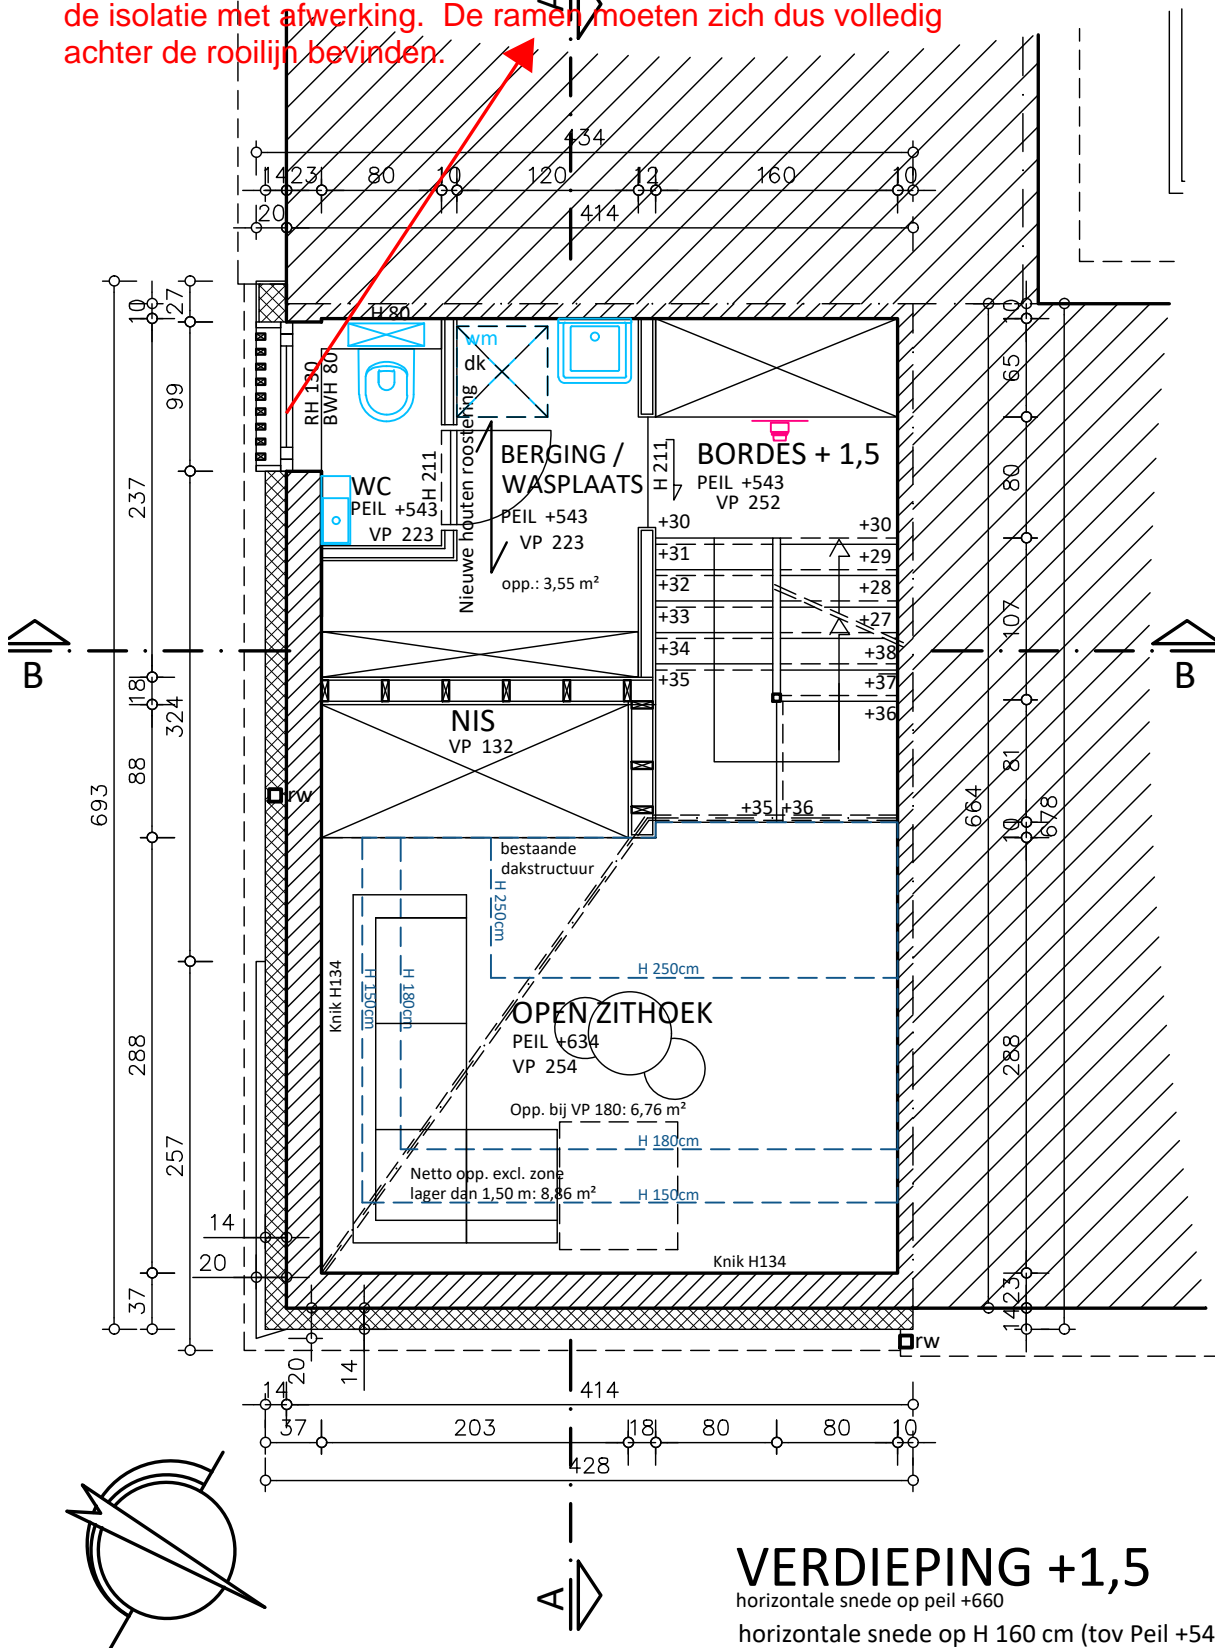 de isolatie met afwerking. De ramen moeten zich dus volledig
achter de rooilijn bevinden.
A
434
14 23 80 10 120 12 160 10
20 414
10 27
99
237
18
324
88
693
288
257
14
20
37
H 80
RH 130
BWH 80
wm
dk
Nieuwe houten roostering
H 211
WC
PEIL +543
VP 223
BERGING /
WASPLAATS
PEIL +543
VP 223
opp.: 3,55 m²
H 211
BORDES + 1,5
PEIL +543
VP 252
+30 +30
+31 +29
+32 +28
+33 +27
+34 +38
+35 +37
+36
+35 +36
B
B
NIS
VP 132
rw
bestaande
dakstructuur
H 250cm
H 250cm
Knik H134
H 150cm
H 180cm
OPEN ZITHOEK
PEIL +634
VP 254
Opp. bij VP 180: 6,76 m²
H 180cm
Netto opp. excl. zone
lager dan 1,50 m: 8,86 m²
H 150cm
Knik H134
10
65
80
107
81
664
10
678
288
14 23
rw
20
14
14 414
37 203 18 80 80 10
428
A
VERDIEPING +1,5
horizontale snede op peil +660
horizontale snede op H 160 cm (tov Peil +54